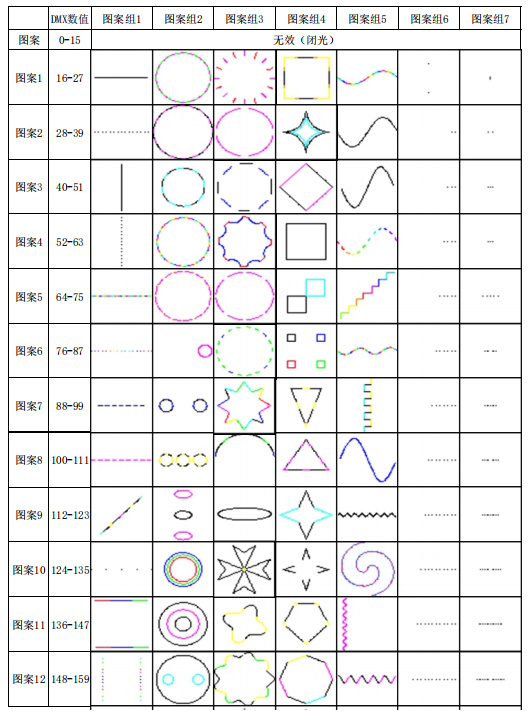 DMX数值 图案组1 图案组2 图案组3 图案组4 图案组5 图案组6 图案组7
图案 0-15 无效（闭光）
图案1 16-27
图案2 28-39
图案3 40-51
图案4 52-63
图案5 64-75
图案6 76-87
图案7 88-99
图案8 100-111
图案9 112-123
图案10 124-135
图案11 136-147
图案12 148-159